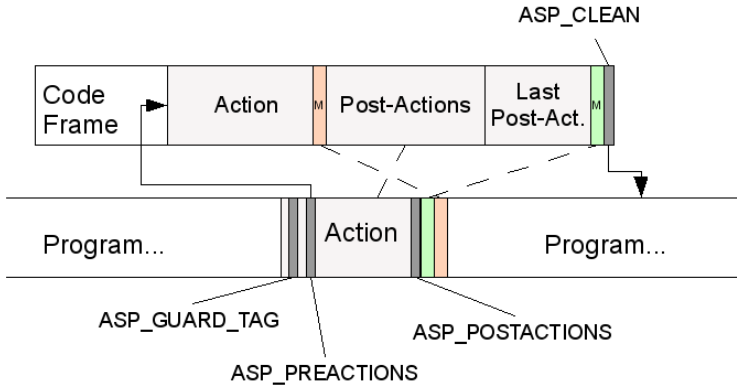 ASP_CLEAN
Code
Frame
Action
M
Post-Actions
Last
Post-Act.
M
Program...
Action
Program...
ASP_GUARD_TAG
ASP_POSTACTIONS
ASP_PREACTIONS